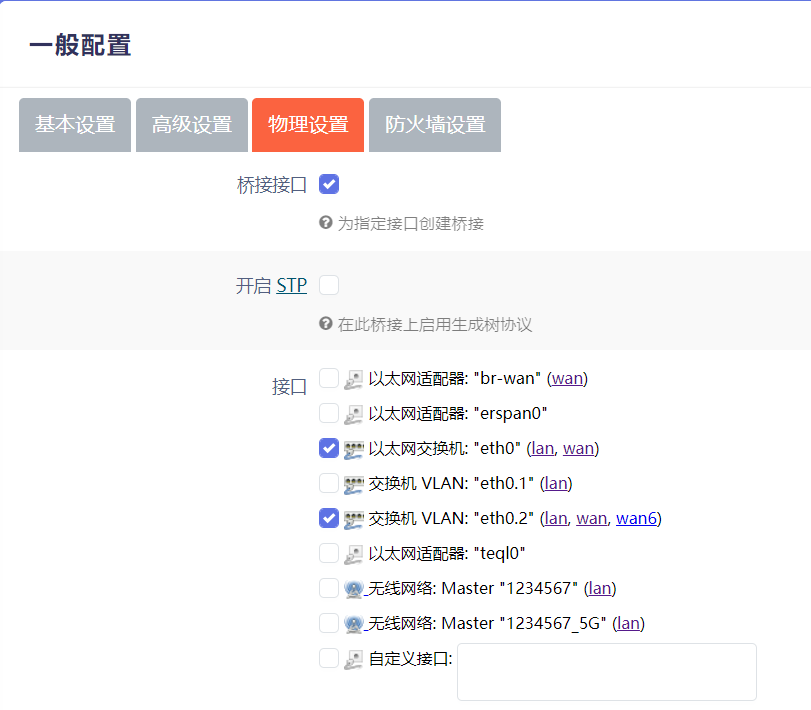 一般配置
基本设置 高级设置 物理设置 防火墙设置
桥接接口
为指定接口创建桥接
开启 STP
在此桥接上启用生成树协议
接口
以太网适配器: "br-wan" (wan)
以太网适配器: "erspan0"
以太网交换机: "eth0" (lan, wan)
交换机 VLAN: "eth0.1" (lan)
交换机 VLAN: "eth0.2" (lan, wan, wan6)
以太网适配器: "teql0"
无线网络: Master "1234567" (lan)
无线网络: Master "1234567_5G" (lan)
自定义接口: